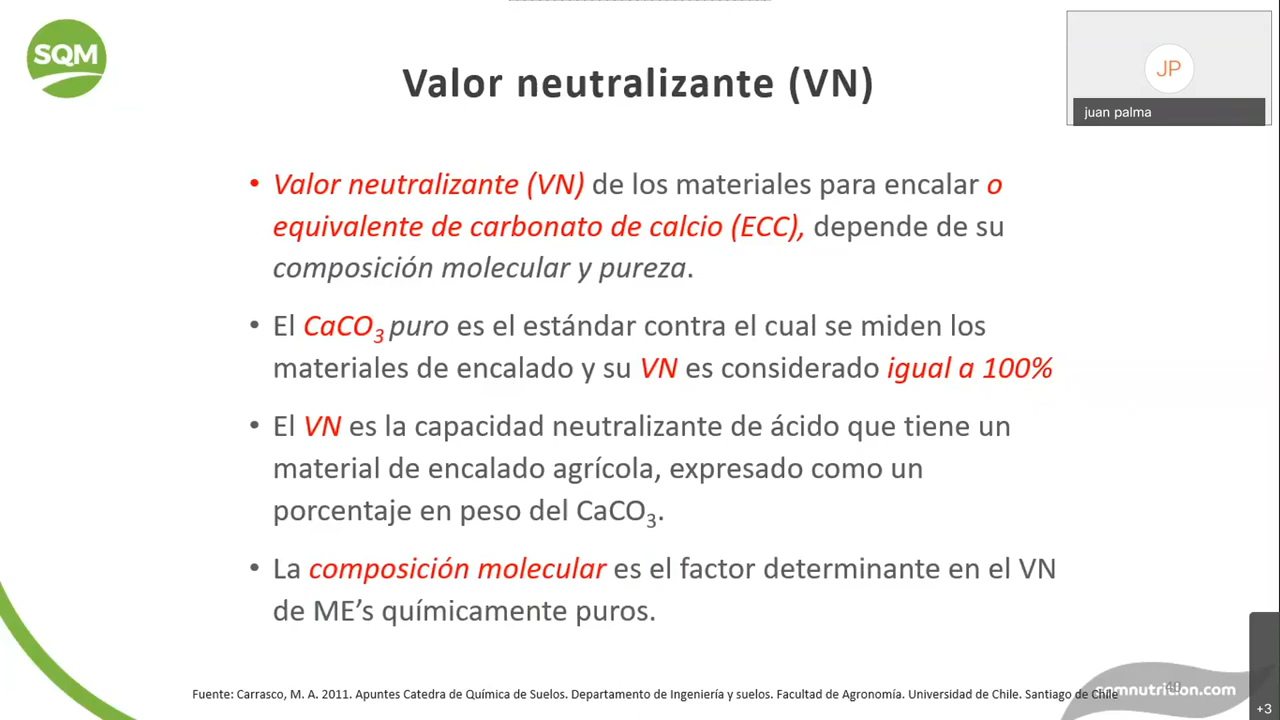 SQM
Valor neutralizante (VN)
JP
juan palma
• Valor neutralizante (VN) de los materiales para encalar o
equivalente de carbonato de calcio (ECC), depende de su
composición molecular y pureza.
• El CaCO₃ puro es el estándar contra el cual se miden los
materiales de encalado y su VN es considerado igual a 100%
• El VN es la capacidad neutralizante de ácido que tiene un
material de encalado agrícola, expresado como un
porcentaje en peso del CaCO₃.
• La composición molecular es el factor determinante en el VN
de ME’s químicamente puros.
Fuente: Carrasco, M. A. 2011. Apuntes Catedra de Química de Suelos. Departamento de Ingeniería y suelos. Facultad de Agronomía. Universidad de Chile. Santiago de Chile
sqmnutrition.com
+3